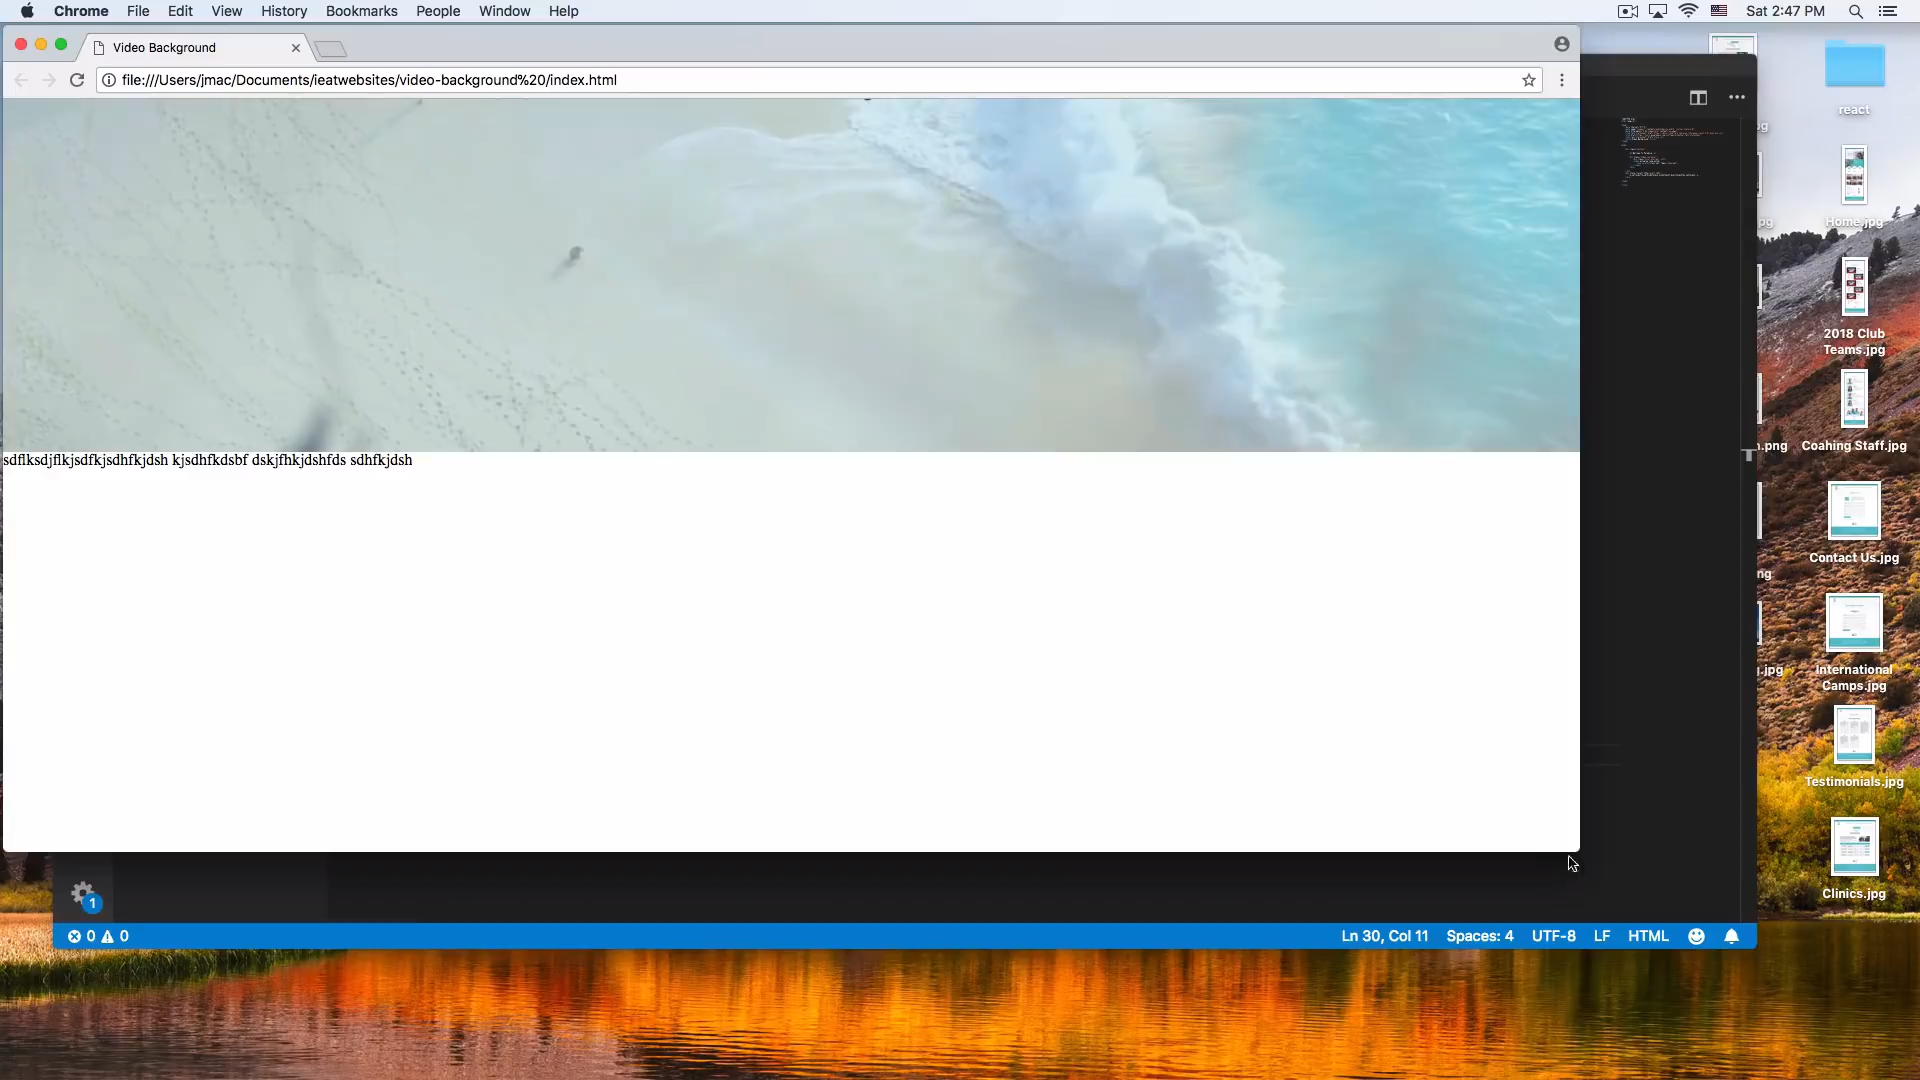 Chrome File Edit View History Bookmarks People Window Help
Sat 2:47 PM
Video Background
file:///Users/jmac/Documents/ieatwebsites/video-background%20/index.html
sdflksdjflkjsdfkjsdhfkjdsh kjsdhfkdsbf dskjfhkjdshfds sdhfkjdsh
react
Home.jpg
2018 Club
Teams.jpg
.png
Coahing Staff.jpg
Contact Us.jpg
International
Camps.jpg
.jpg
Testimonials.jpg
Clinics.jpg
1
0 0
Ln 30, Col 11 Spaces: 4 UTF-8 LF HTML